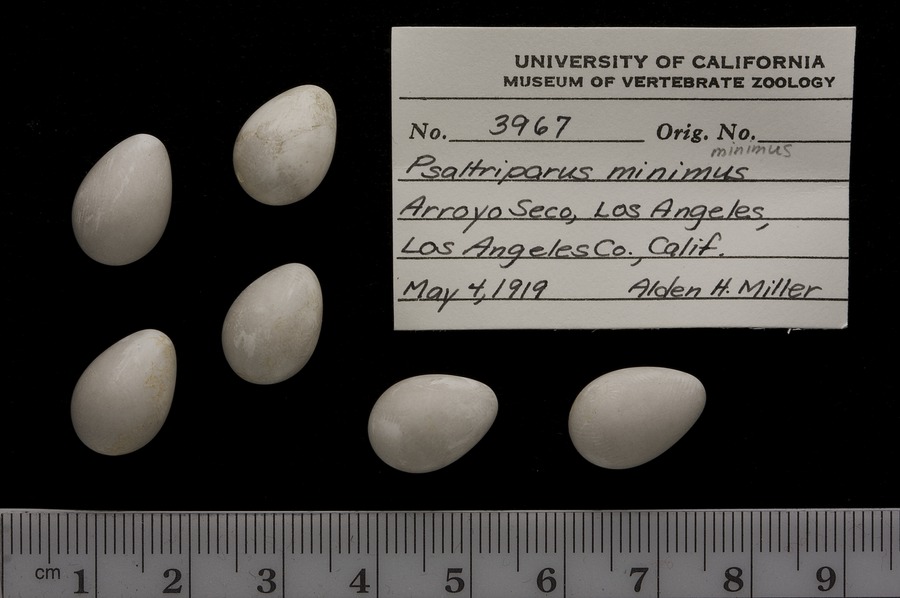 UNIVERSITY OF CALIFORNIA
MUSEUM OF VERTEBRATE ZOOLOGY
No. 3967 Orig. No.
minimus
Psaltriparus minimus
Arroyo Seco, Los Angeles,
Los Angeles Co., Calif.
May 4, 1919 Alden H. Miller
cm 1 2 3 4 5 6 7 8 9